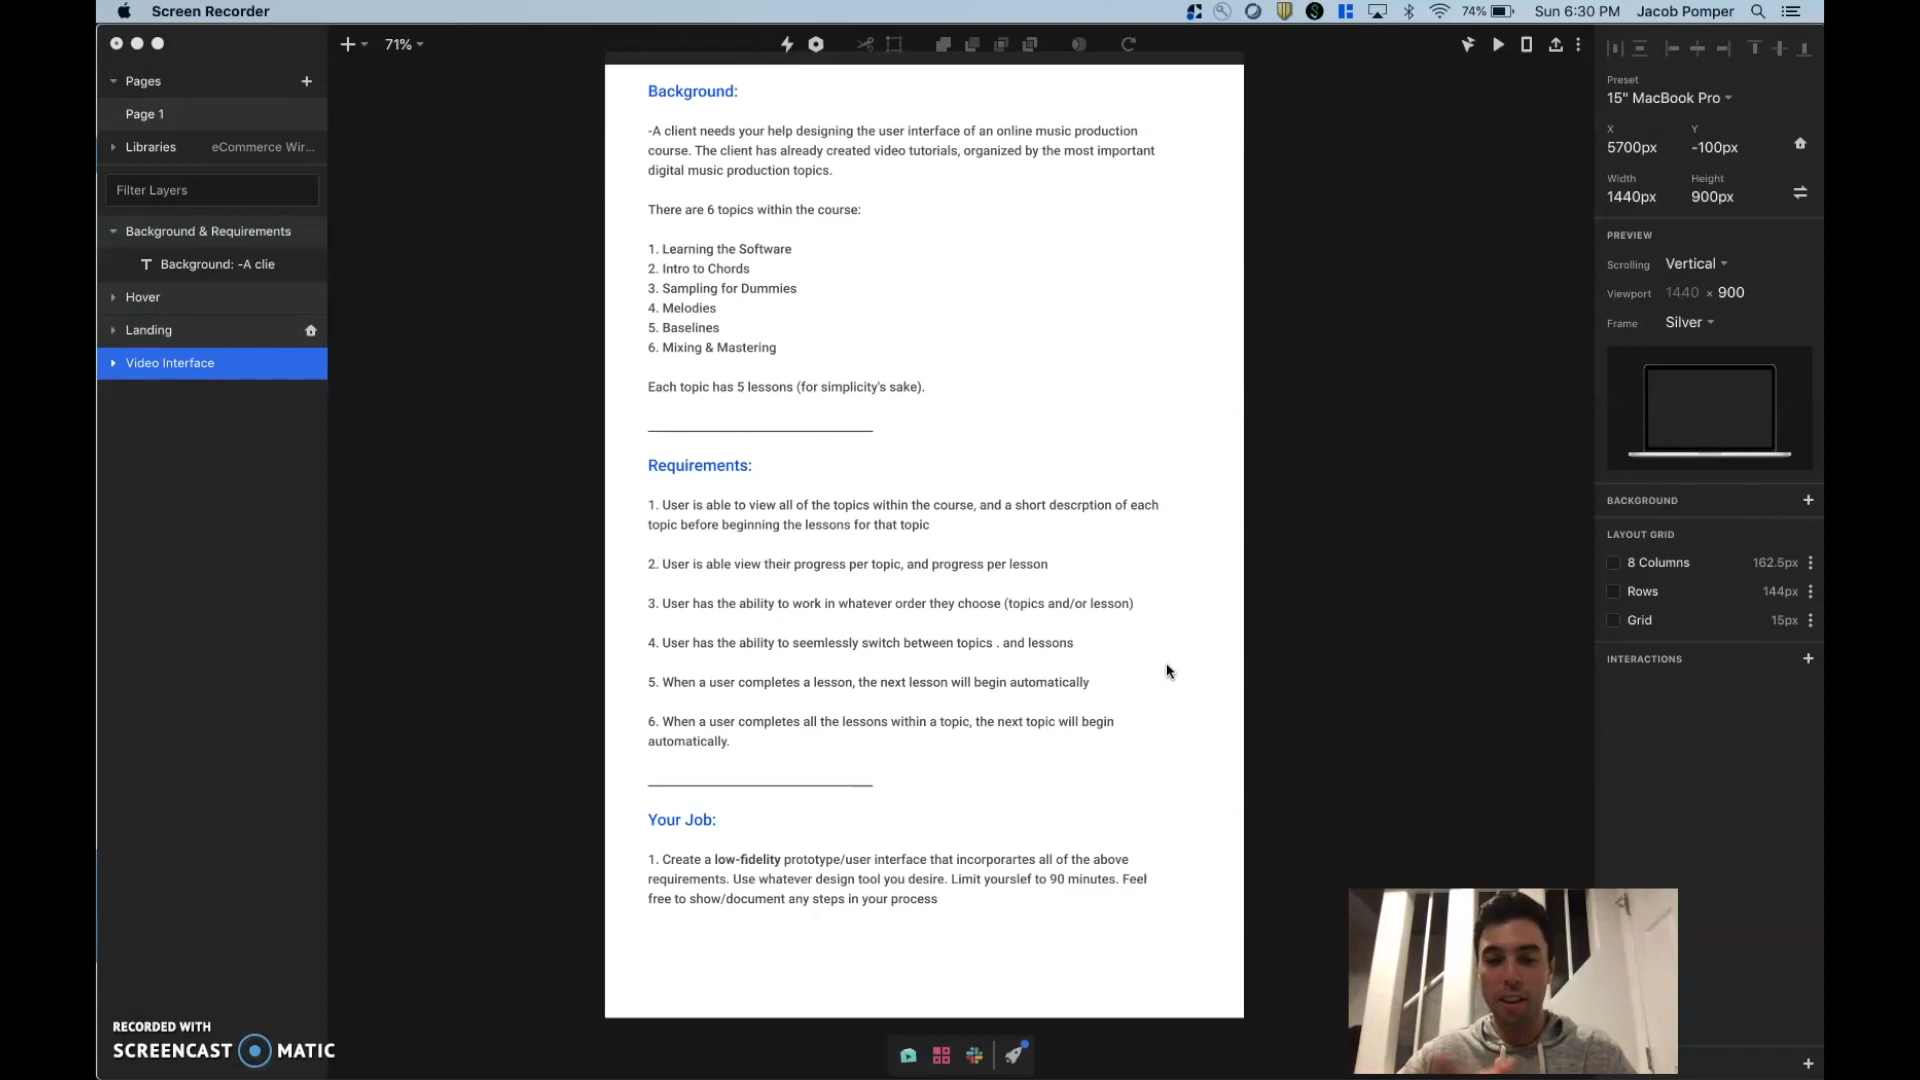 Screen Recorder
74%
Sun 6:30 PM
Jacob Pomper
71%
Pages
Page 1
Libraries
eCommerce Wir...
Filter Layers
Background & Requirements
Background: -A clie
Hover
Landing
Video Interface
Background:
-A client needs your help designing the user interface of an online music production
course. The client has already created video tutorials, organized by the most important
digital music production topics.
There are 6 topics within the course:
1. Learning the Software
2. Intro to Chords
3. Sampling for Dummies
4. Melodies
5. Baselines
6. Mixing & Mastering
Each topic has 5 lessons (for simplicity's sake).
Requirements:
1. User is able to view all of the topics within the course, and a short descrption of each
topic before beginning the lessons for that topic
2. User is able view their progress per topic, and progress per lesson
3. User has the ability to work in whatever order they choose (topics and/or lesson)
4. User has the ability to seemlessly switch between topics . and lessons
5. When a user completes a lesson, the next lesson will begin automatically
6. When a user completes all the lessons within a topic, the next topic will begin
automatically.
Your Job:
1. Create a low-fidelity prototype/user interface that incorporartes all of the above
requirements. Use whatever design tool you desire. Limit yourslef to 90 minutes. Feel
free to show/document any steps in your process
Preset
15" MacBook Pro
X Y
5700px -100px
Width Height
1440px 900px
PREVIEW
Scrolling Vertical
Viewport 1440 × 900
Frame Silver
BACKGROUND
LAYOUT GRID
8 Columns 162.5px
Rows 144px
Grid 15px
INTERACTIONS
RECORDED WITH
SCREENCAST MATIC